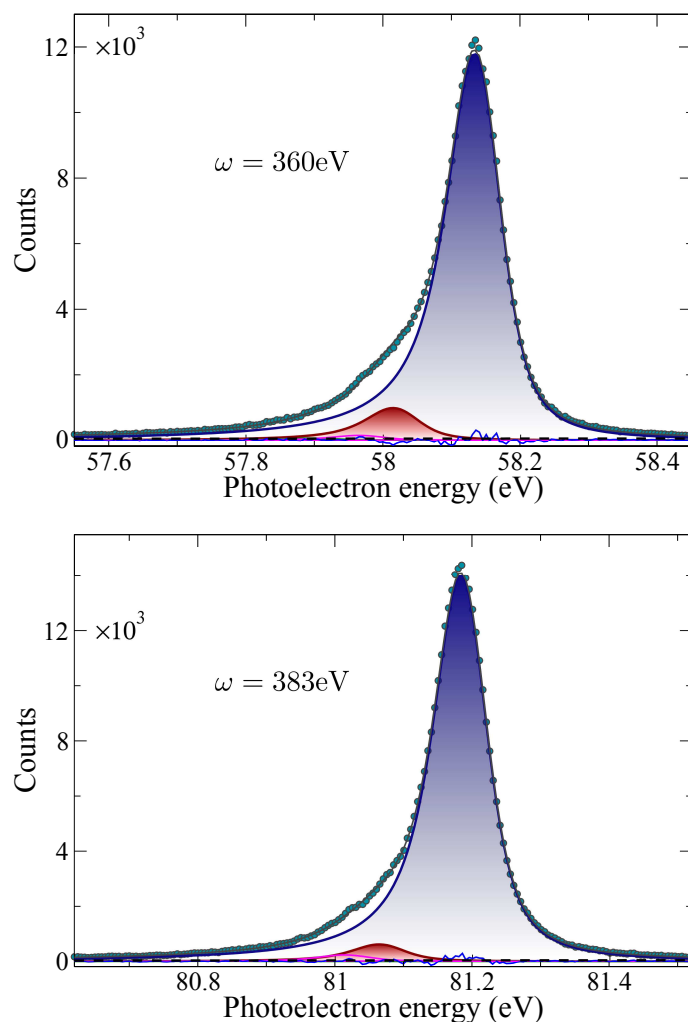 12
×10³
ω = 360eV
8
Counts
4
0
57.6 57.8 58 58.2 58.4
Photoelectron energy (eV)
12
×10³
ω = 383eV
8
Counts
4
0
80.8 81 81.2 81.4
Photoelectron energy (eV)